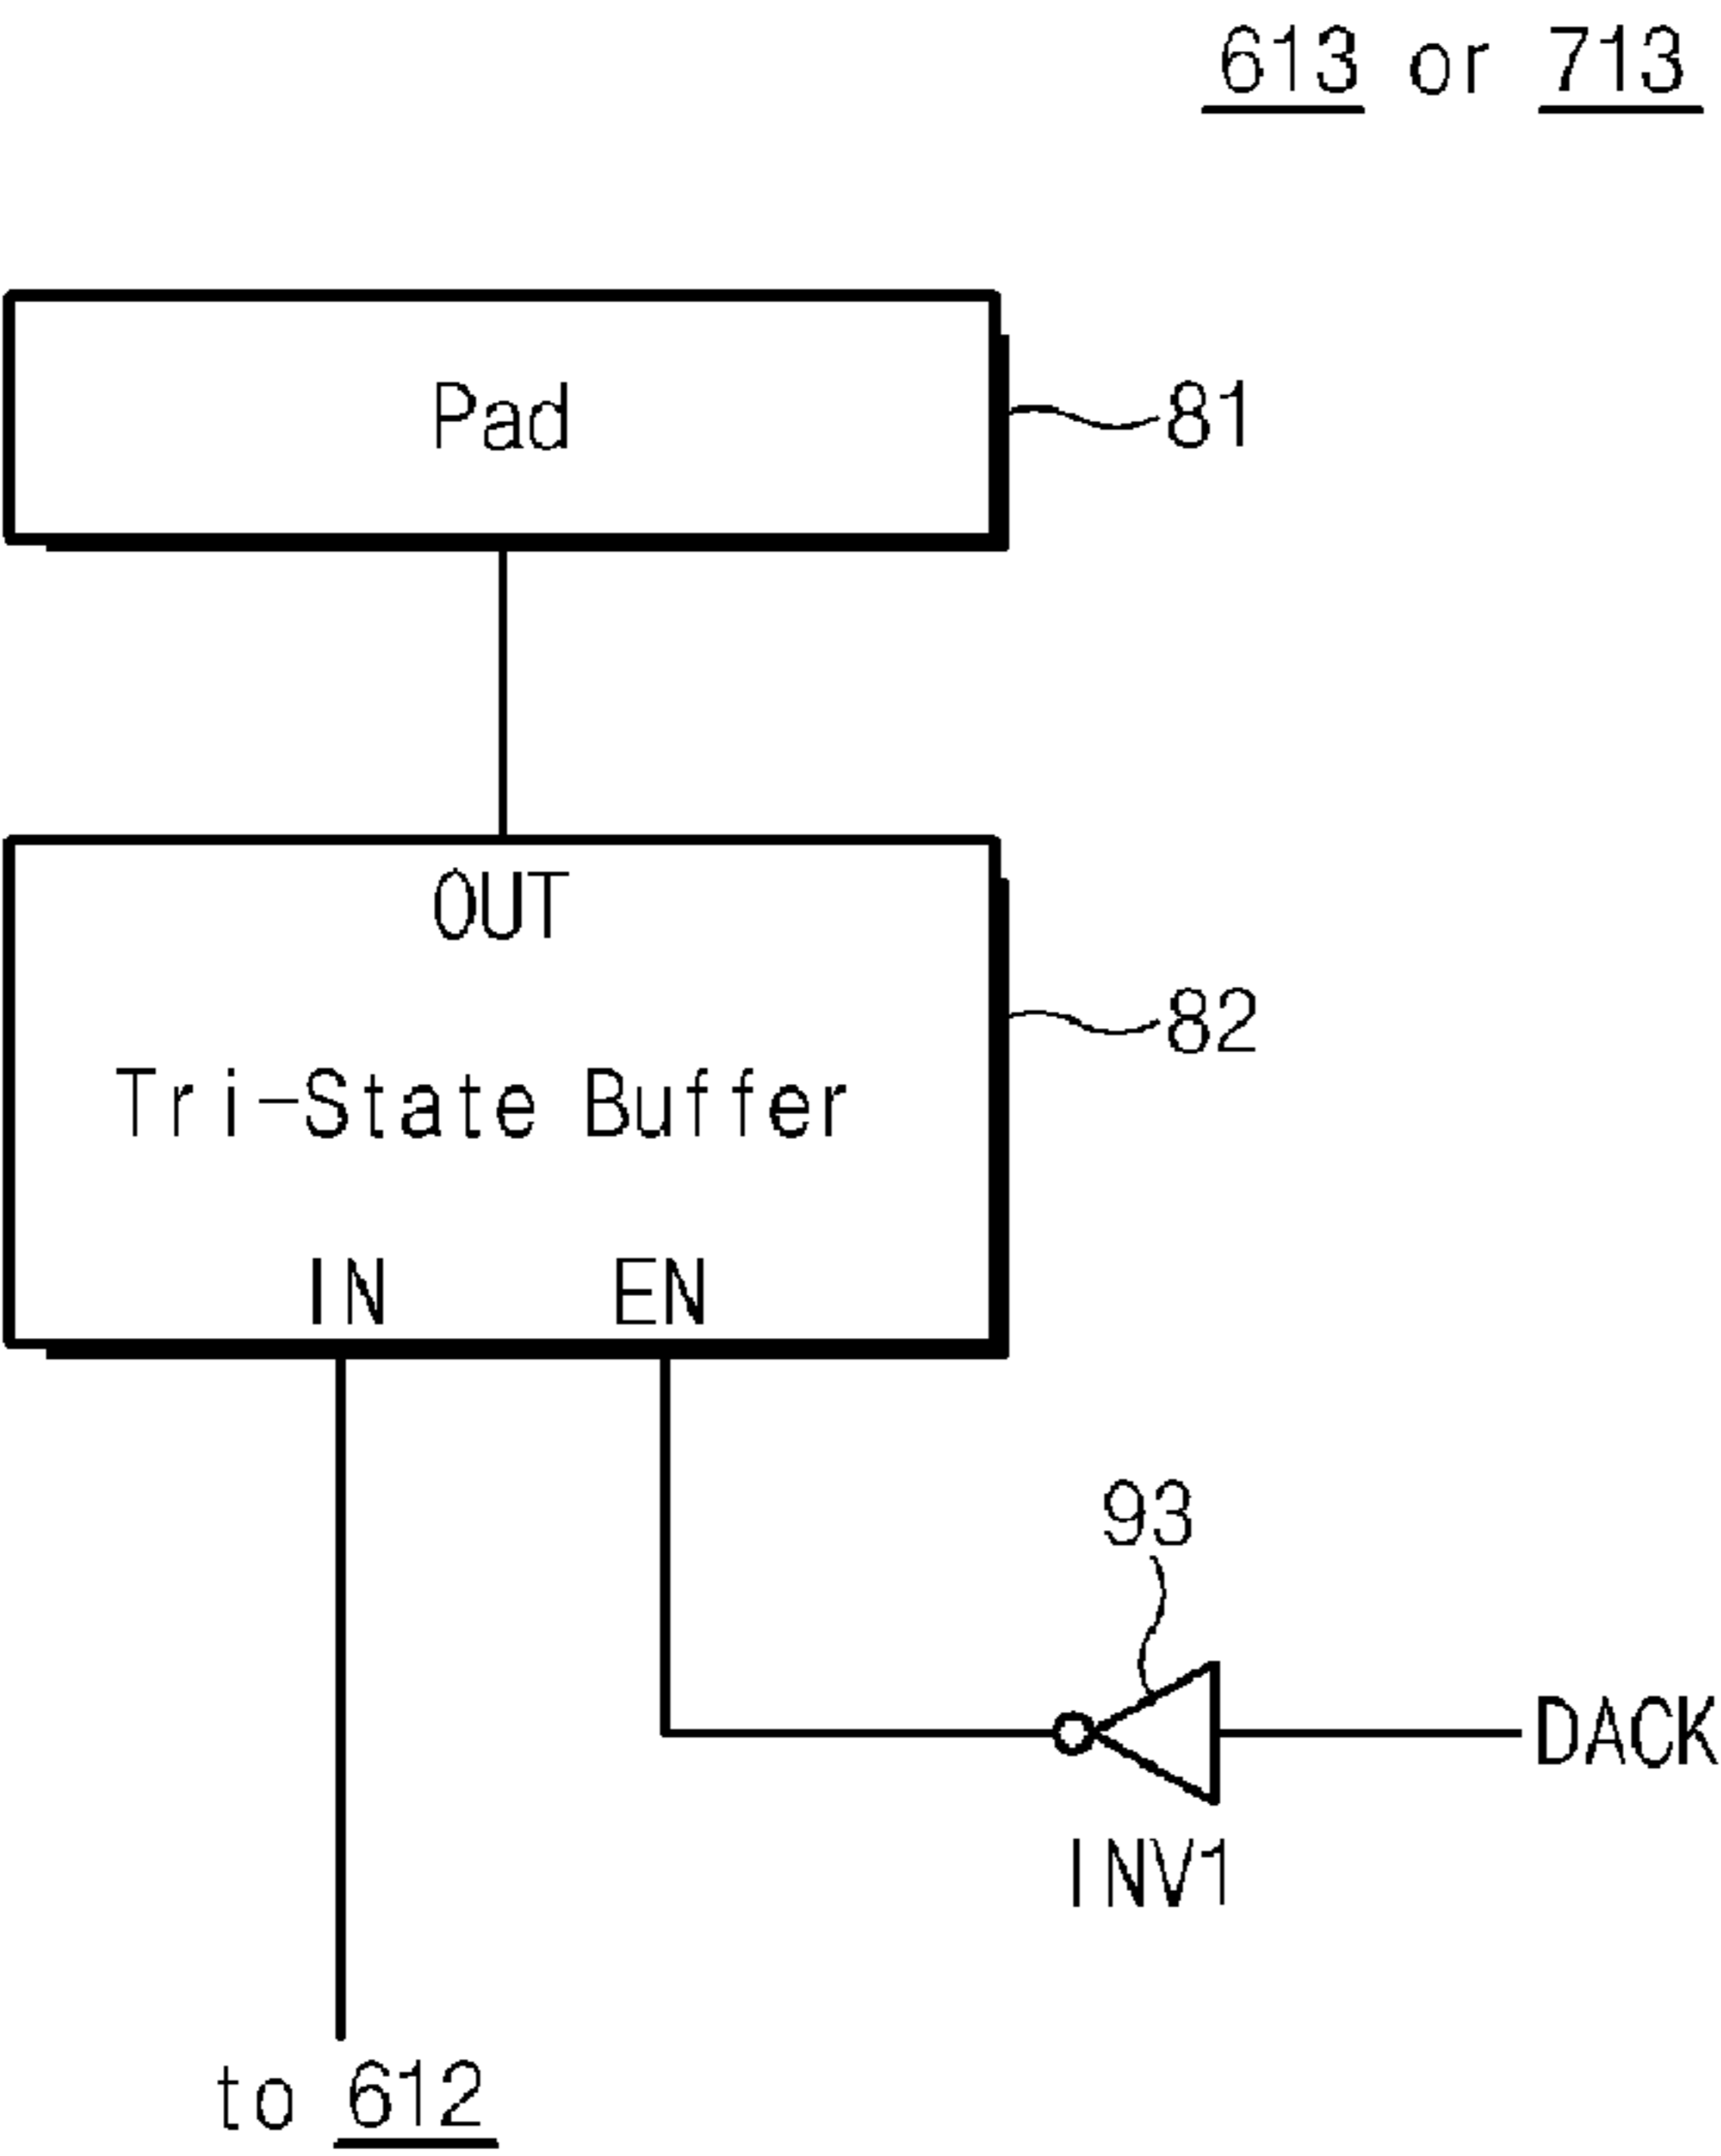 613 or 713
Pad
81
OUT
82
Tri-State Buffer
IN EN
93
DACK
INV1
to 612